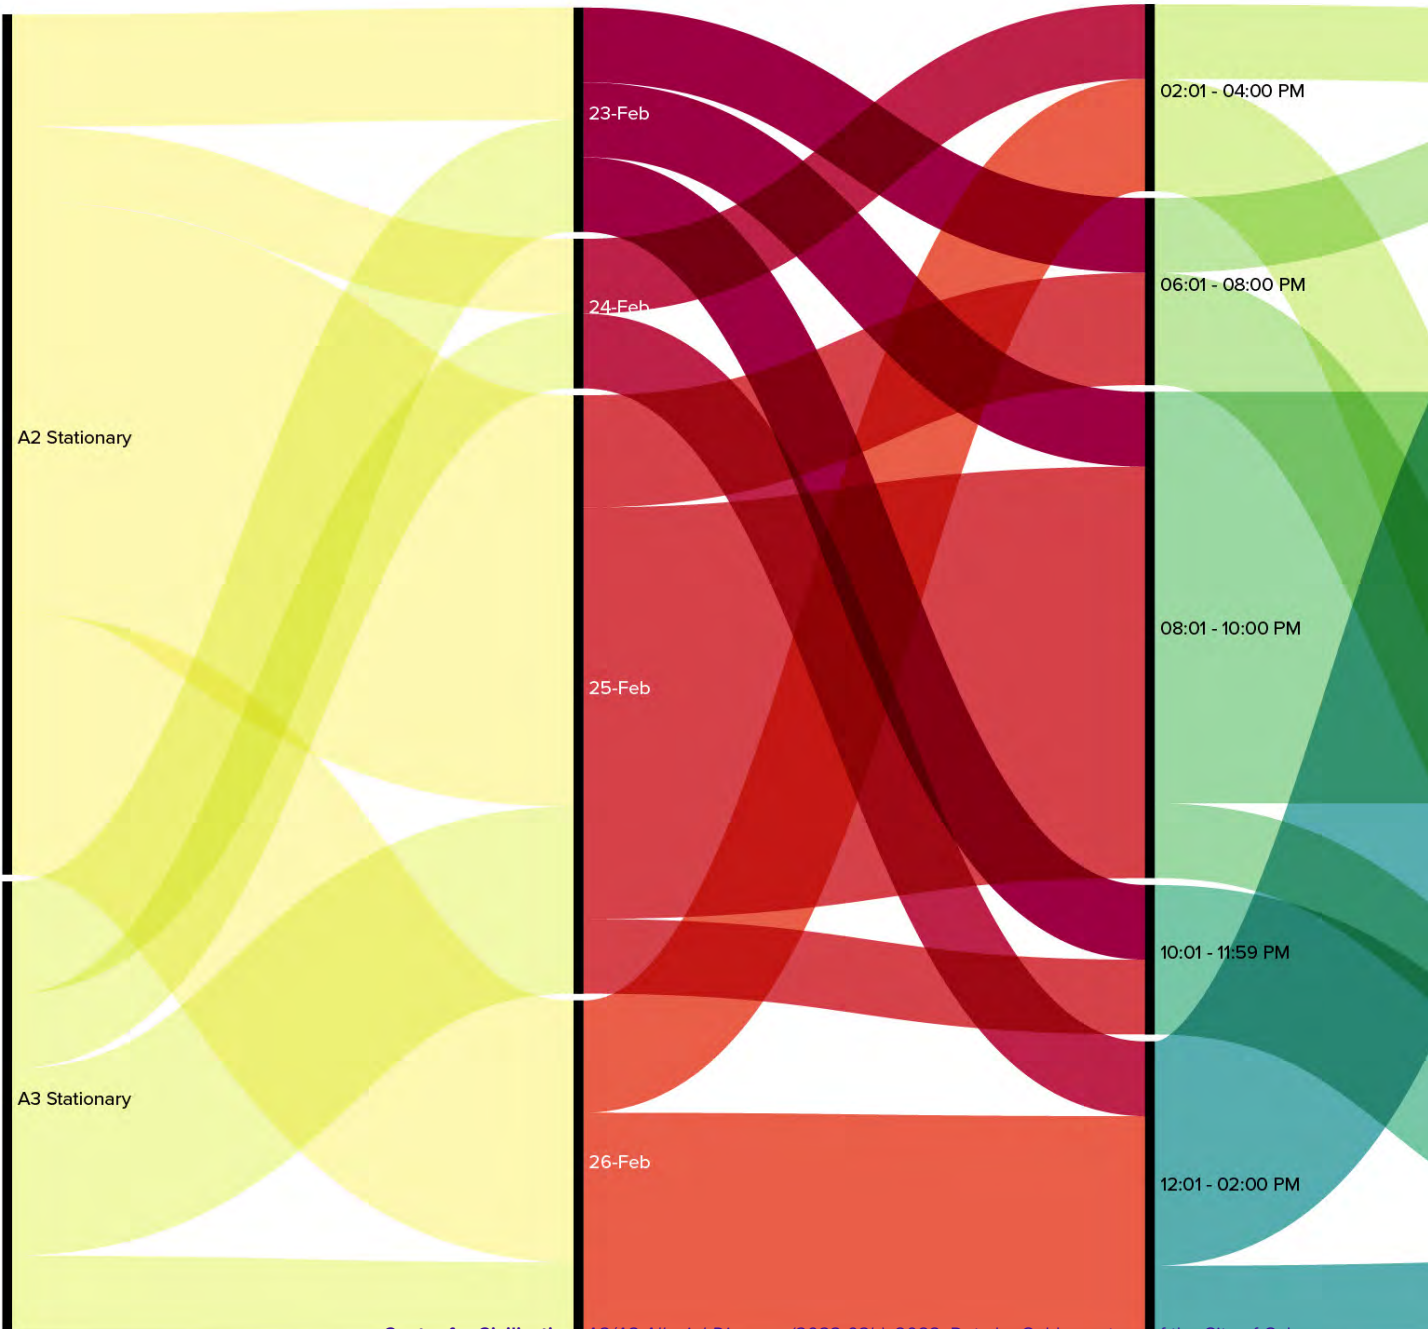 02:01 - 04:00 PM
23-Feb
06:01 - 08:00 PM
24-Feb
A2 Stationary
08:01 - 10:00 PM
25-Feb
10:01 - 11:59 PM
A3 Stationary
26-Feb
12:01 - 02:00 PM